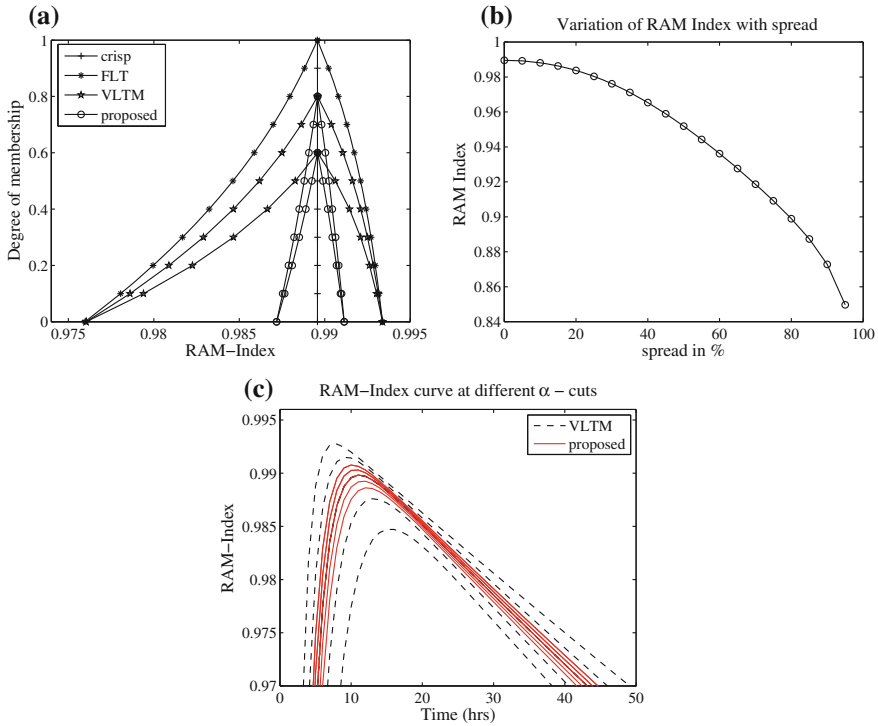 (a)
1
0.8
0.6
0.4
0.2
0
Degree of membership
crisp
FLT
VLTM
proposed
0.975
0.98
0.985
0.99
0.995
RAM−Index
(b)
Variation of RAM Index with spread
1
0.98
0.96
0.94
0.92
0.9
0.88
0.86
0.84
RAM Index
0
20
40
60
80
100
spread in %
(c)
RAM−Index curve at different α − cuts
0.995
0.99
0.985
0.98
0.975
0.97
RAM−Index
VLTM
proposed
0
10
20
30
40
50
Time (hrs)